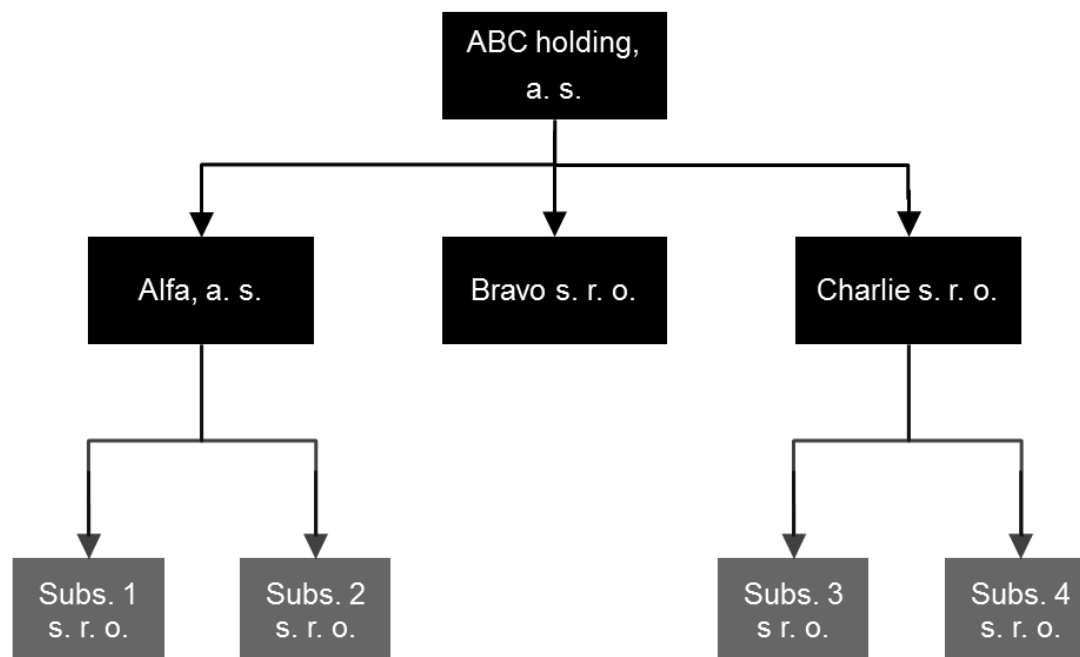 ABC holding,
a. s.
Alfa, a. s.
Bravo s. r. o.
Charlie s. r. o.
Subs. 1
s. r. o.
Subs. 2
s. r. o.
Subs. 3
s r. o.
Subs. 4
s. r. o.